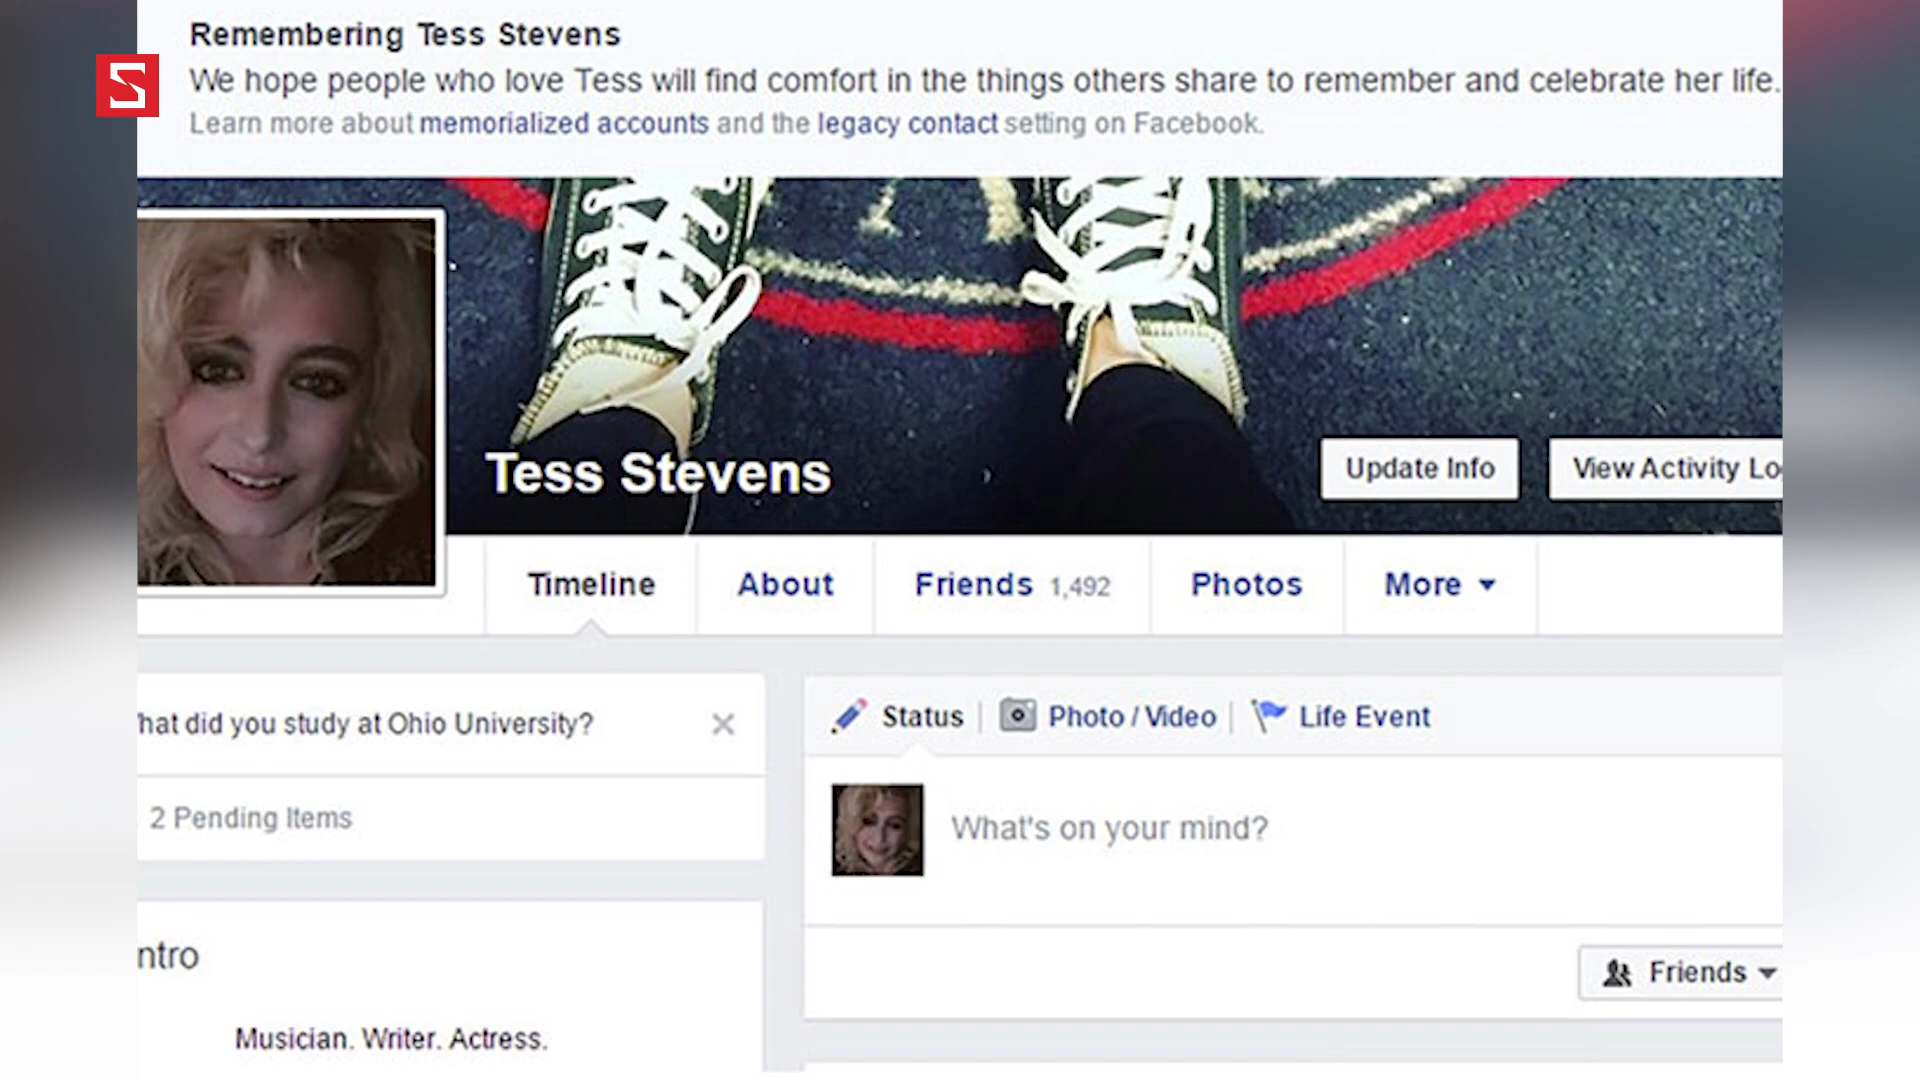 Remembering Tess Stevens
We hope people who love Tess will find comfort in the things others share to remember and celebrate her life.
Learn more about memorialized accounts and the legacy contact setting on Facebook.
S
Tess Stevens
Update Info
View Activity Lo
Timeline
About
Friends 1,492
Photos
More
hat did you study at Ohio University?
2 Pending Items
ntro
Musician. Writer. Actress.
Status
Photo / Video
Life Event
What's on your mind?
Friends